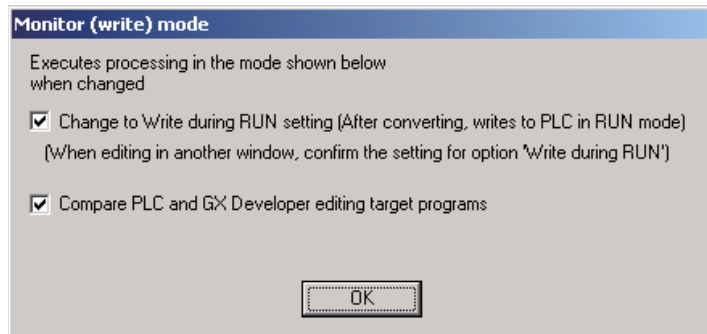 Monitor (write) mode
Executes processing in the mode shown below
when changed
Change to Write during RUN setting (After converting, writes to PLC in RUN mode)
(When editing in another window, confirm the setting for option 'Write during RUN')
Compare PLC and GX Developer editing target programs
OK